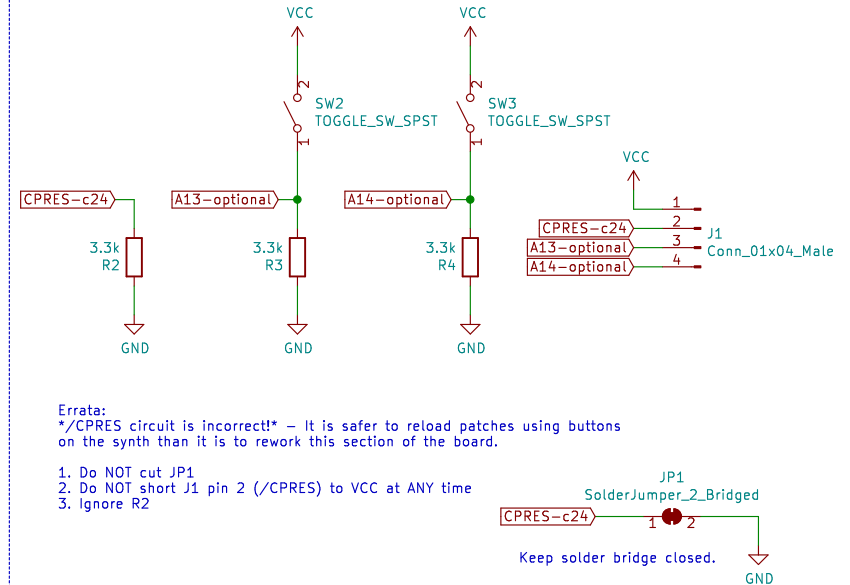 VCC
VCC
2
2
SW2
TOGGLE_SW_SPST
SW3
TOGGLE_SW_SPST
1
1
VCC
CPRES-c24
A13-optional
A14-optional
1
CPRES-c24
2
A13-optional
3
A14-optional
4
J1
Conn_01x04_Male
3.3k
R2
3.3k
R3
3.3k
R4
GND
GND
GND
Errata:
*/CPRES circuit is incorrect!* – It is safer to reload patches using buttons
on the synth than it is to rework this section of the board.
1. Do NOT cut JP1
2. Do NOT short J1 pin 2 (/CPRES) to VCC at ANY time
3. Ignore R2
JP1
SolderJumper_2_Bridged
CPRES-c24
1
2
Keep solder bridge closed.
GND